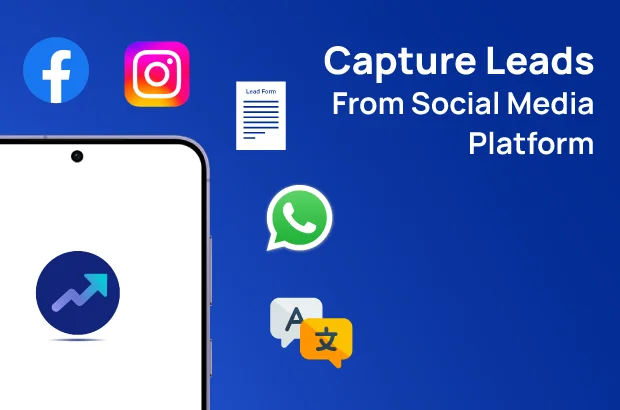 Capture Leads
From Social Media
Platform
Lead Form
A
文